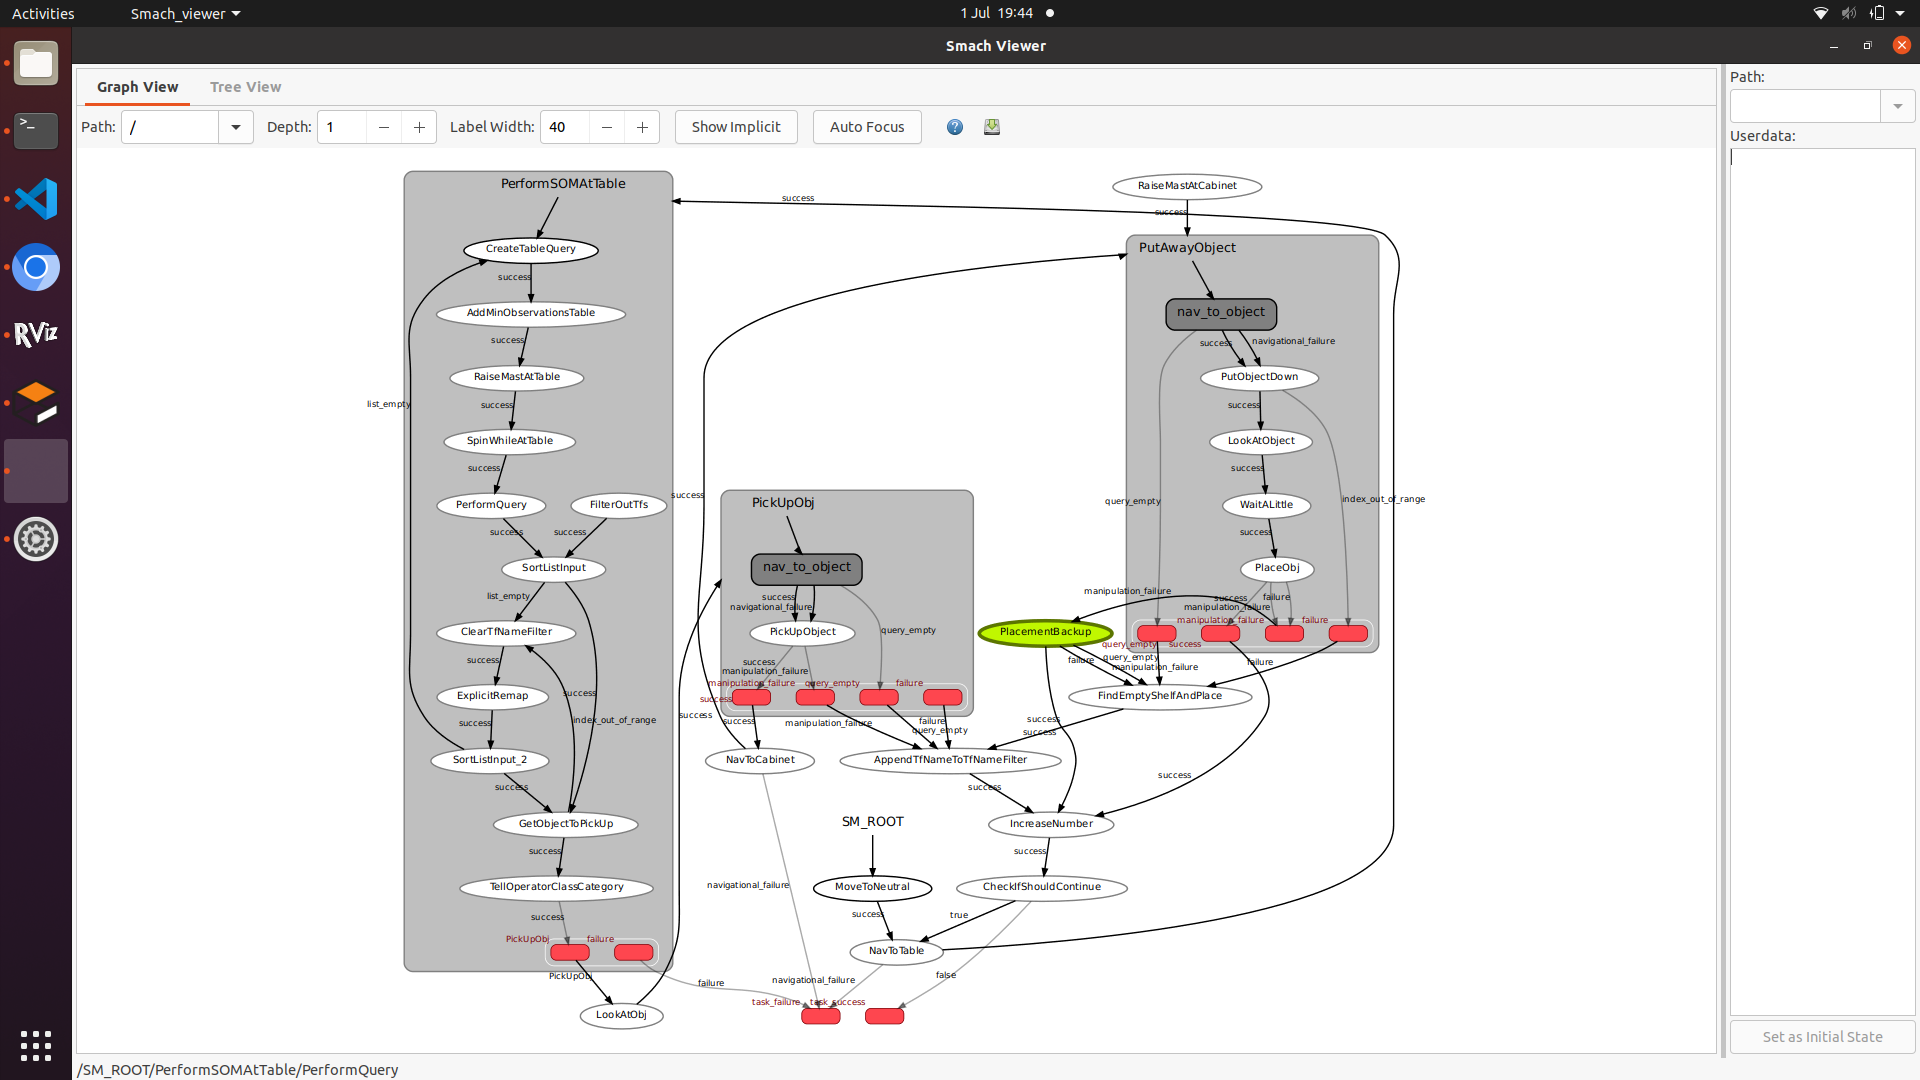 Activities
Smach_viewer
1 Jul 19:44
Smach Viewer
Graph View
Tree View
Path:
/
Depth:
1
Label Width:
40
Show Implicit
Auto Focus
Path:
Userdata:
Set as Initial State
RViz
PerformSOMAtTable
CreateTableQuery
success
AddMinObservationsTable
success
RaiseMastAtTable
success
list_empty
SpinWhileAtTable
success
PerformQuery
FilterOutTfs
success
success
SortListInput
list_empty
ClearTfNameFilter
success
success
ExplicitRemap
index_out_of_range
success
SortListInput_2
success
GetObjectToPickUp
success
TellOperatorClassCategory
success
PickUpObj
failure
PickUpObj
LookAtObj
failure
success
success
success
PickUpObj
nav_to_object
success
navigational_failure
PickUpObject
query_empty
success
manipulation_failure
manipulation_failure
query_empty
failure
success
success
manipulation_failure
failure
query_empty
NavToCabinet
AppendTfNameToTfNameFilter
success
navigational_failure
SM_ROOT
MoveToNeutral
success
NavToTable
navigational_failure
task_failure
task_success
IncreaseNumber
success
CheckIfShouldContinue
true
false
RaiseMastAtCabinet
success
PutAwayObject
nav_to_object
success
navigational_failure
PutObjectDown
success
LookAtObject
success
query_empty
index_out_of_range
WaitALittle
success
PlaceObj
manipulation_failure
success
failure
manipulation_failure
manipulation_failure
failure
PlacementBackup
query_empty
success
failure
query_empty
manipulation_failure
failure
FindEmptyShelfAndPlace
success
success
success
/SM_ROOT/PerformSOMAtTable/PerformQuery